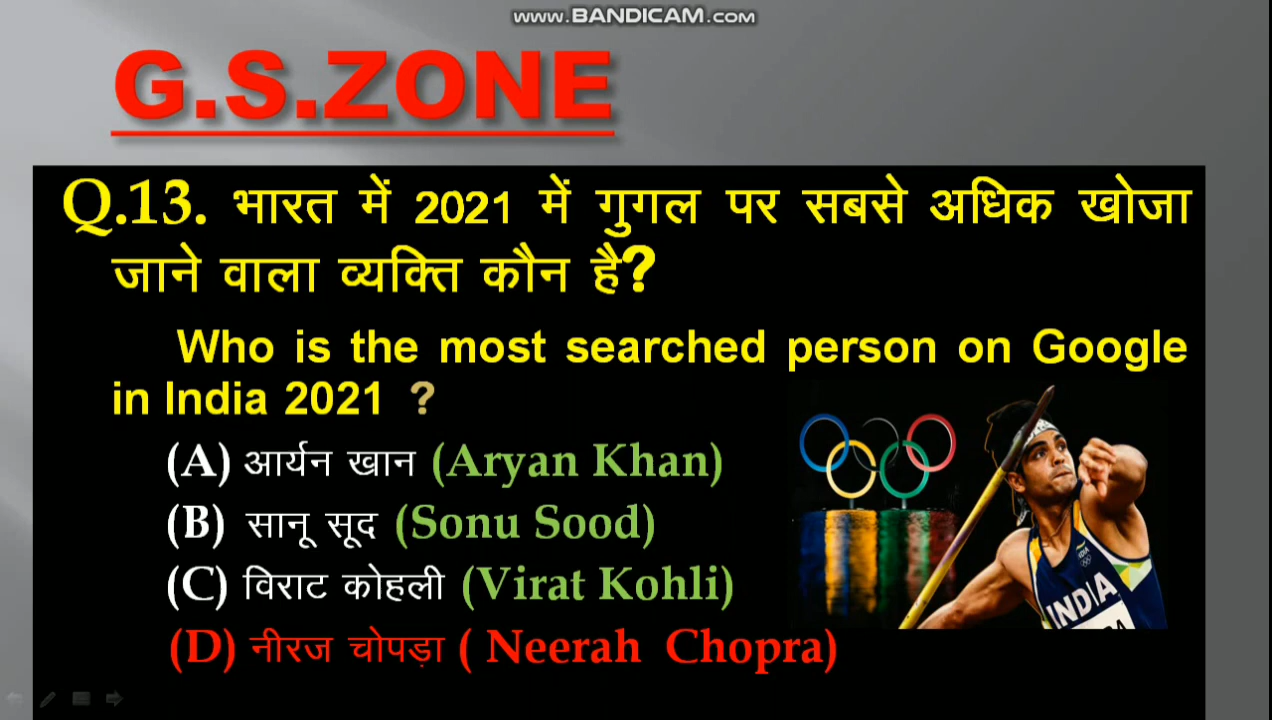 www.BANDICAM.com
G.S.ZONE
Q.13. भारत में 2021 में गुगल पर सबसे अधिक खोजा
जाने वाला व्यक्ति कौन है?
Who is the most searched person on Google
in India 2021 ?
(A) आर्यन खान (Aryan Khan)
(B) सानू सूद (Sonu Sood)
(C) विराट कोहली (Virat Kohli)
(D) नीरज चोपड़ा ( Neerah Chopra)
INDIA
INDIA